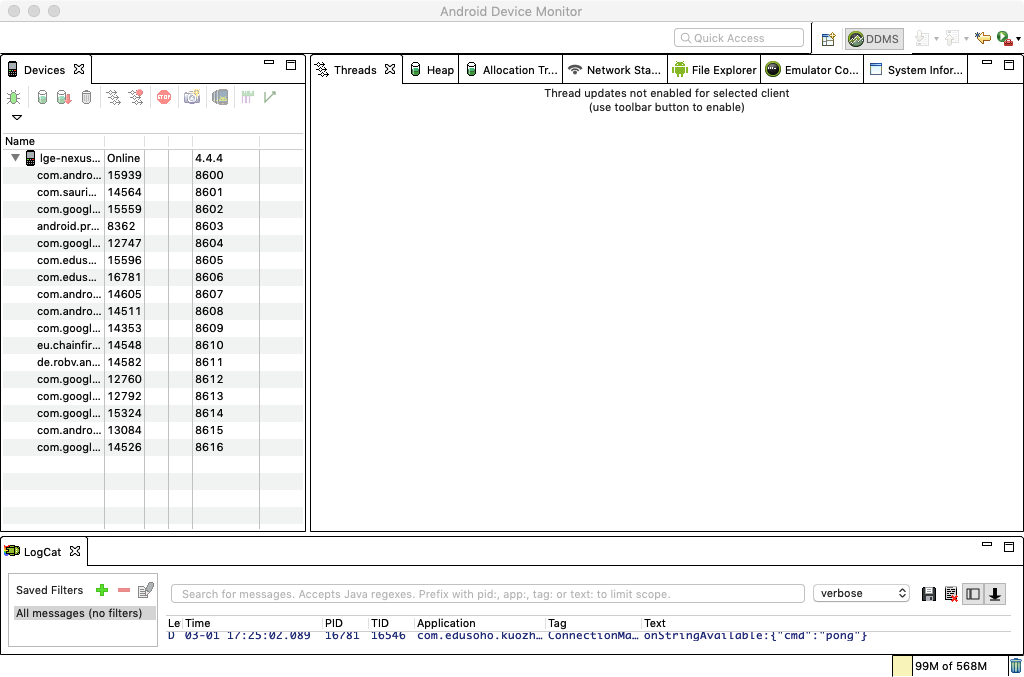 Android Device Monitor
Quick Access
DDMS
Devices
Threads
Heap
Allocation Tr...
Network Sta...
File Explorer
Emulator Co...
System Infor...
STOP
Thread updates not enabled for selected client
(use toolbar button to enable)
Name
lge-nexus... Online 4.4.4
com.andro... 15939 8600
com.sauri... 14564 8601
com.googl... 15559 8602
android.pr... 8362 8603
com.googl... 12747 8604
com.edus... 15596 8605
com.edus... 16781 8606
com.andro... 14605 8607
com.andro... 14511 8608
com.googl... 14353 8609
eu.chainfir... 14548 8610
de.robv.an... 14582 8611
com.googl... 12760 8612
com.googl... 12792 8613
com.googl... 15324 8614
com.andro... 13084 8615
com.googl... 14526 8616
LogCat
Saved Filters
All messages (no filters)
Search for messages. Accepts Java regexes. Prefix with pid:, app:, tag: or text: to limit scope.
verbose
Le Time PID TID Application Tag Text
D 03-01 17:25:02.089 16781 16546 com.edusoho.kuozh... ConnectionMa... onStringAvailable:{"cmd":"pong"}
99M of 568M